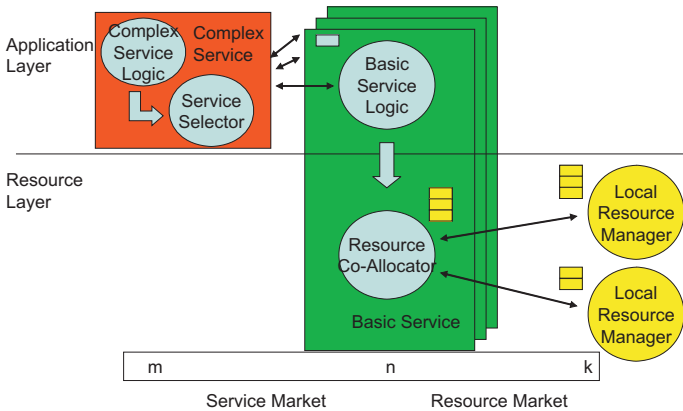 Application
Layer
Complex
Service
Logic
Complex
Service
Service
Selector
Basic
Service
Logic
Resource
Layer
Resource
Co-Allocator
Basic Service
Local
Resource
Manager
Local
Resource
Manager
m n k
Service Market Resource Market